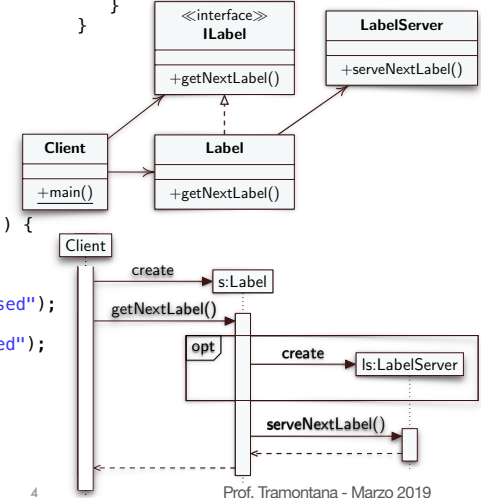 }
}
≪interface≫
ILabel
+getNextLabel()
LabelServer
+serveNextLabel()
Client
+main()
Label
+getNextLabel()
) {
Client
create
s:Label
sed");
getNextLabel()
ed");
opt
create
ls:LabelServer
serveNextLabel()
4
Prof. Tramontana - Marzo 2019